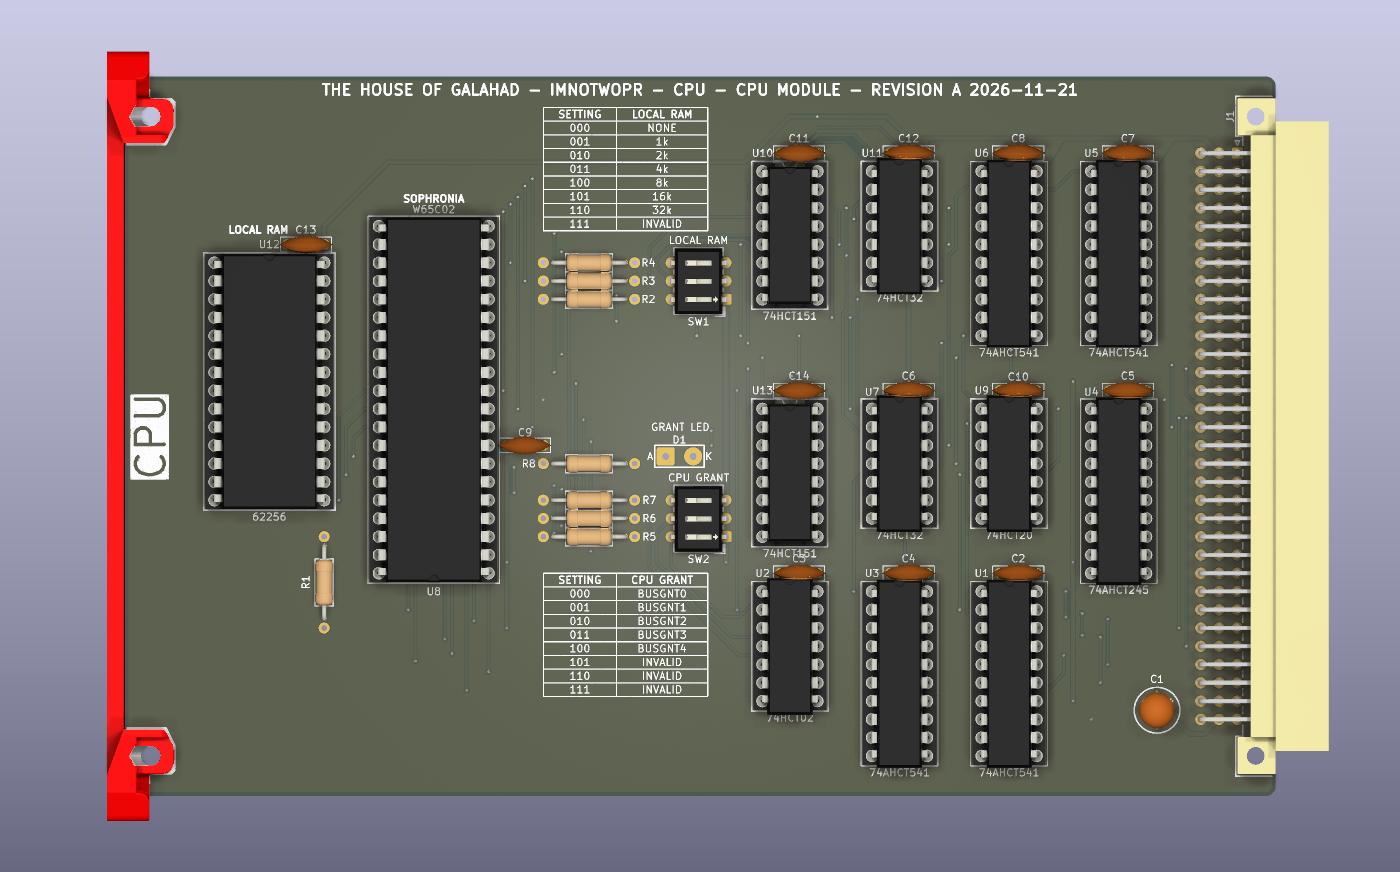 THE HOUSE OF GALAHAD – IMNOTWOPR – CPU – CPU MODULE – REVISION A 2026–11–21
SETTING LOCAL RAM
000 NONE
001 1k
010 2k
011 4k
100 8k
101 16k
110 32k
111 INVALID
SOPHRONIA
W65C02
LOCAL RAM C13
U12
62256
CPU
R1
U8
C9
R8
LOCAL RAM
R4
R3
R2
SW1
GRANT LED.
D1
A K
CPU GRANT
R7
R6
R5
SW2
SETTING CPU GRANT
000 BUSGNT0
001 BUSGNT1
010 BUSGNT2
011 BUSGNT3
100 BUSGNT4
101 INVALID
110 INVALID
111 INVALID
C11 C12 C8 C7
U10 U11 U6 U5
74HCT151 74HCT32 74AHCT541 74AHCT541
C14 C6 C10 C5
U13 U7 U9 U4
74HCT151 74HCT32 74HCT20 74AHCT245
C3 C4 C2
U2 U3 U1
74HCT02 74AHCT541 74AHCT541
C1
J1